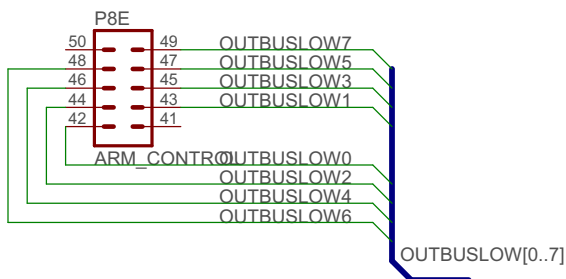 P8E
50 49 OUTBUSLOW7
48 47 OUTBUSLOW5
46 45 OUTBUSLOW3
44 43 OUTBUSLOW1
42 41
ARM_CONTROL OUTBUSLOW0
OUTBUSLOW2
OUTBUSLOW4
OUTBUSLOW6
OUTBUSLOW[0..7]